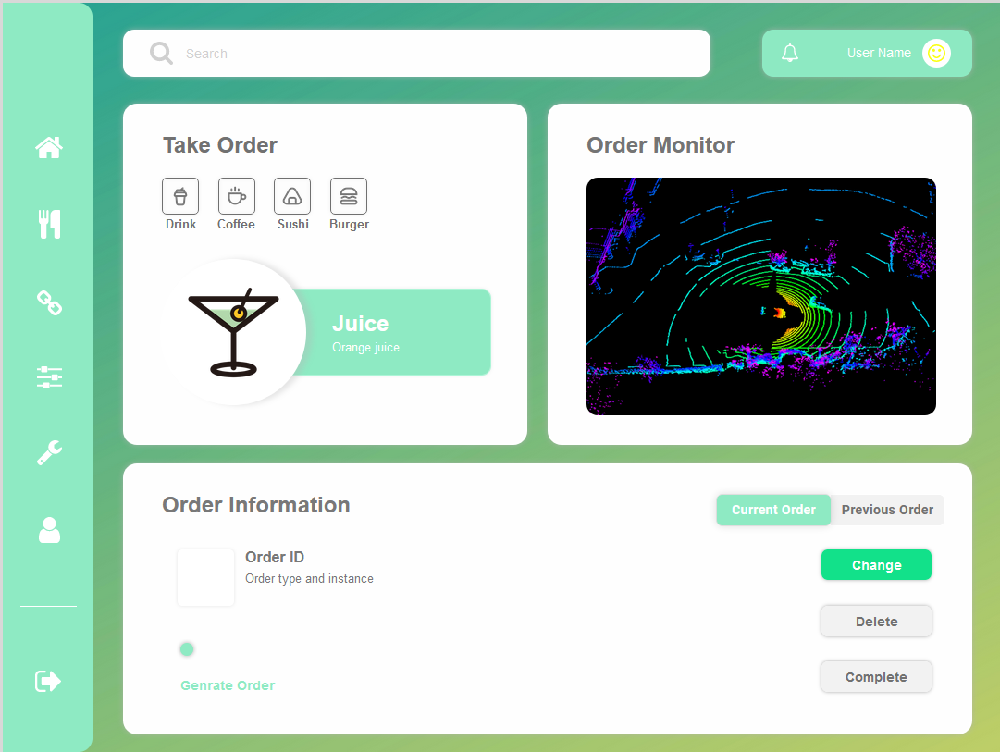 Search
User Name
Take Order
Drink
Coffee
Sushi
Burger
Juice
Orange juice
Order Monitor
Order Information
Current Order
Previous Order
Order ID
Order type and instance
Change
Delete
Genrate Order
Complete